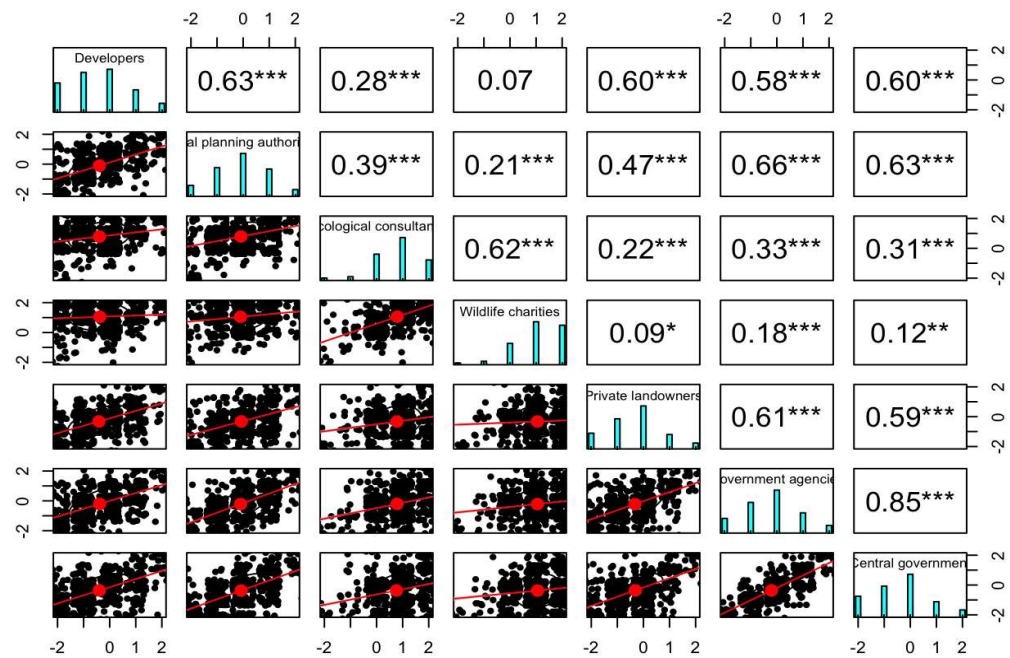 -2 0 1 2 -2 0 1 2 -2 0 1 2
Developers 0.63*** 0.28*** 0.07 0.60*** 0.58*** 0.60*** -2 0 2
-2 0 2 al planning authori 0.39*** 0.21*** 0.47*** 0.66*** 0.63***
cological consultan 0.62*** 0.22*** 0.33*** 0.31*** -2 0 2
-2 0 2 Wildlife charities 0.09* 0.18*** 0.12**
Private landowners 0.61*** 0.59*** -2 0 2
-2 0 2 overnment agencie 0.85***
Central governmen -2 0 2
-2 0 1 2 -2 0 1 2 -2 0 1 2 -2 0 1 2